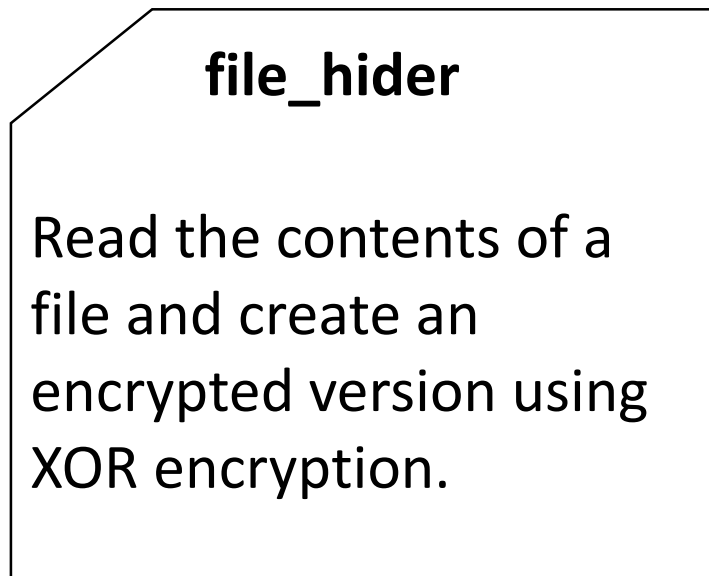 file_hider
Read the contents of a
file and create an
encrypted version using
XOR encryption.